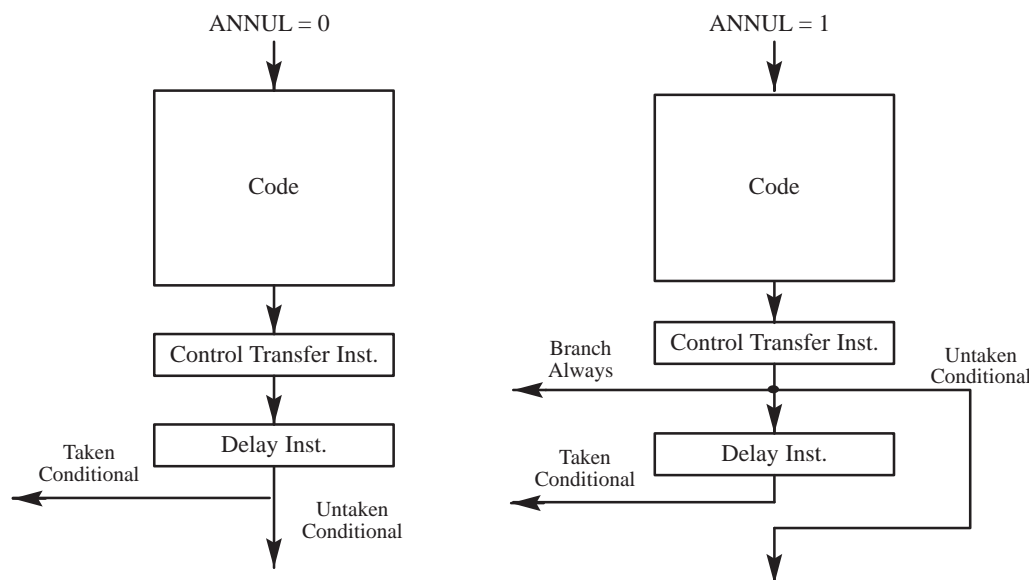 ANNUL = 0
Code
Control Transfer Inst.
Delay Inst.
Taken
Conditional
Untaken
Conditional
ANNUL = 1
Code
Control Transfer Inst.
Branch
Always
Untaken
Conditional
Delay Inst.
Taken
Conditional